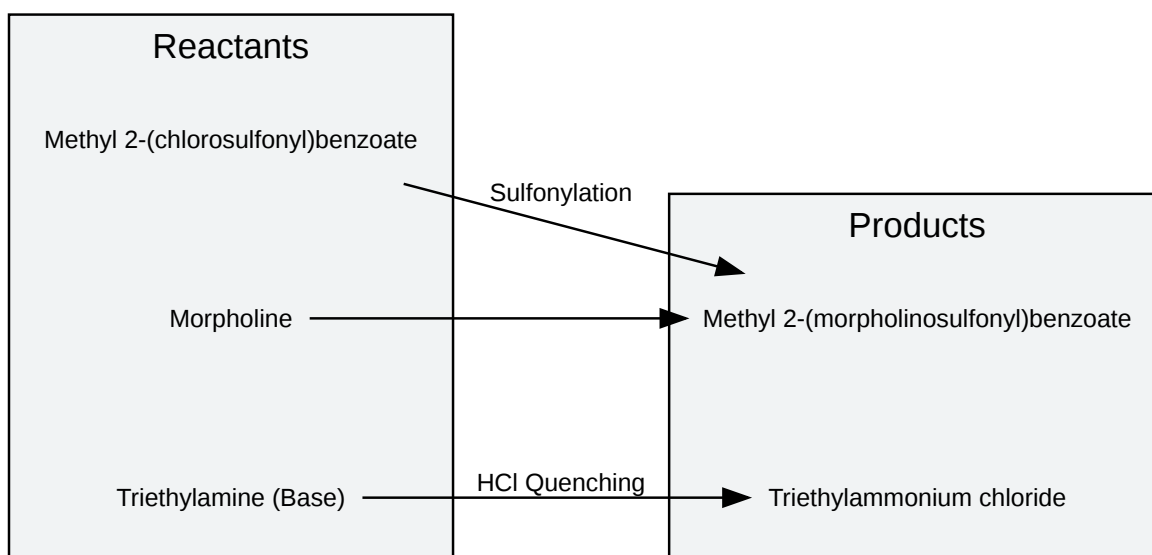 Reactants
Methyl 2-(chlorosulfonyl)benzoate
Sulfonylation
Products
Morpholine
Methyl 2-(morpholinosulfonyl)benzoate
Triethylamine (Base)
HCl Quenching
Triethylammonium chloride